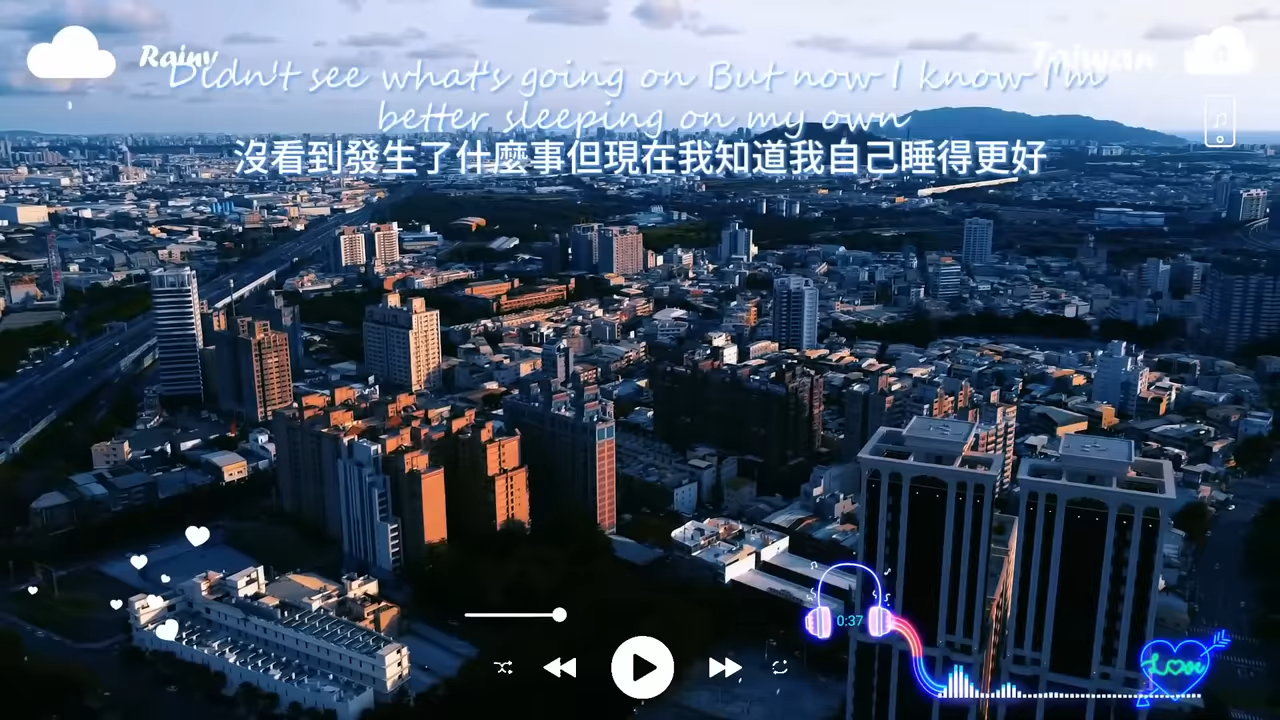 Rainy
Taiwan
Didn't see what's going on But now I know I'm
better sleeping on my own
沒看到發生了什麼事但現在我知道我自己睡得更好
0:37
Love